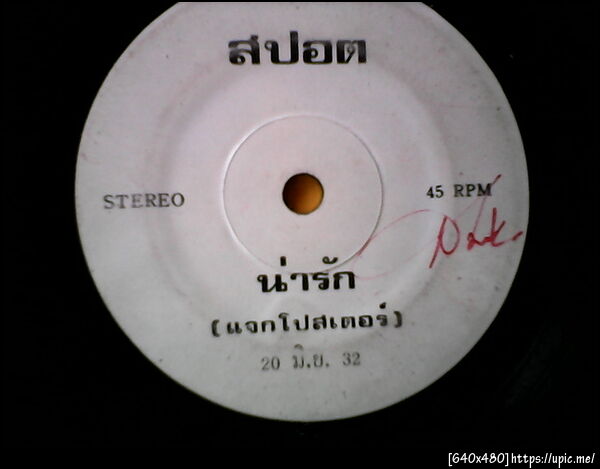 สปอต
STEREO
45 RPM
น่ารัก
(แจกโปสเตอร์)
20 มิ.ย. 32
[640x480]https://upic.me/